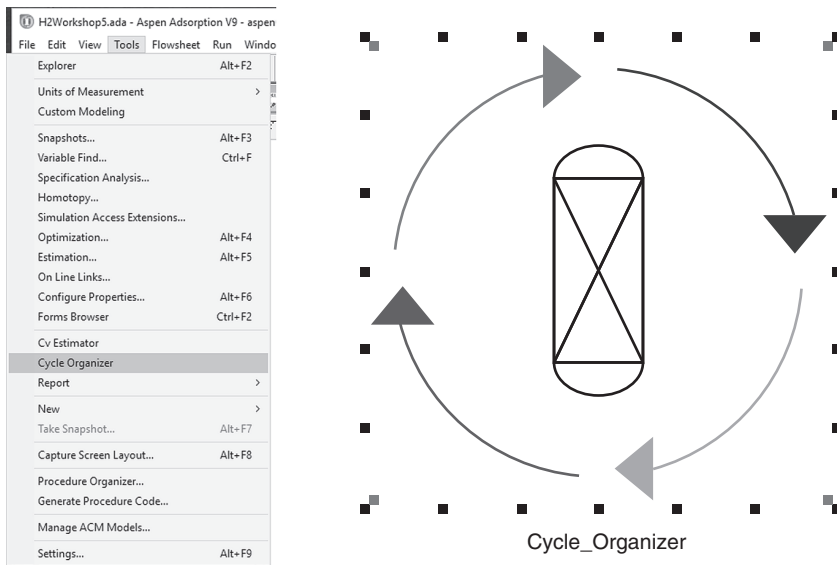 H2Workshop5.ada - Aspen Adsorption V9 - aspen
File Edit View Tools Flowsheet Run Windo
Explorer Alt+F2
Units of Measurement >
Custom Modeling
Snapshots... Alt+F3
Variable Find... Ctrl+F
Specification Analysis...
Homotopy...
Simulation Access Extensions...
Optimization... Alt+F4
Estimation... Alt+F5
On Line Links...
Configure Properties... Alt+F6
Forms Browser Ctrl+F2
Cv Estimator
Cycle Organizer
Report >
New >
Take Snapshot... Alt+F7
Capture Screen Layout... Alt+F8
Procedure Organizer...
Generate Procedure Code...
Manage ACM Models...
Settings... Alt+F9
Cycle_Organizer